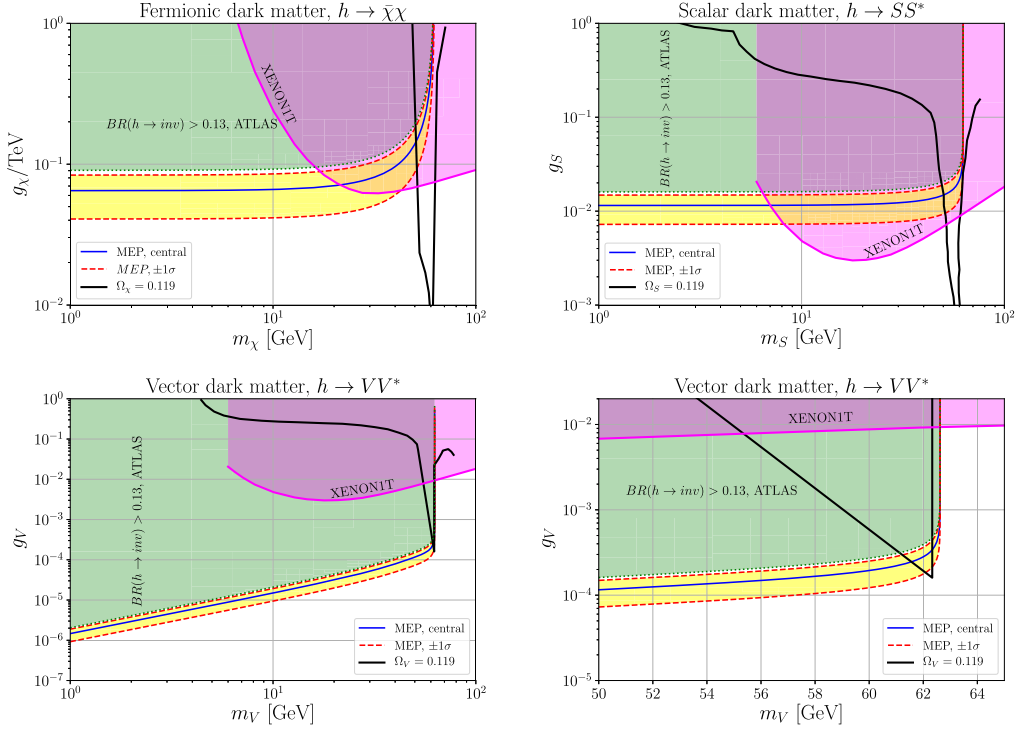 Fermionic dark matter, h → χ̄χ
10⁰
10⁻¹
10⁻²
g_χ/TeV
BR(h → inv) > 0.13, ATLAS
XENON1T
MEP, central
MEP, ±1σ
Ω_χ = 0.119
10⁰
10¹
10²
m_χ [GeV]
Scalar dark matter, h → SS*
10⁰
10⁻¹
10⁻²
10⁻³
g_S
BR(h → inv) > 0.13, ATLAS
XENON1T
MEP, central
MEP, ±1σ
Ω_S = 0.119
10⁰
10¹
10²
m_S [GeV]
Vector dark matter, h → VV*
10⁰
10⁻¹
10⁻²
10⁻³
10⁻⁴
10⁻⁵
10⁻⁶
10⁻⁷
g_V
BR(h → inv) > 0.13, ATLAS
XENON1T
MEP, central
MEP, ±1σ
Ω_V = 0.119
10⁰
10¹
10²
m_V [GeV]
Vector dark matter, h → VV*
10⁻²
10⁻³
10⁻⁴
10⁻⁵
g_V
XENON1T
BR(h → inv) > 0.13, ATLAS
MEP, central
MEP, ±1σ
Ω_V = 0.119
50 52 54 56 58 60 62 64
m_V [GeV]